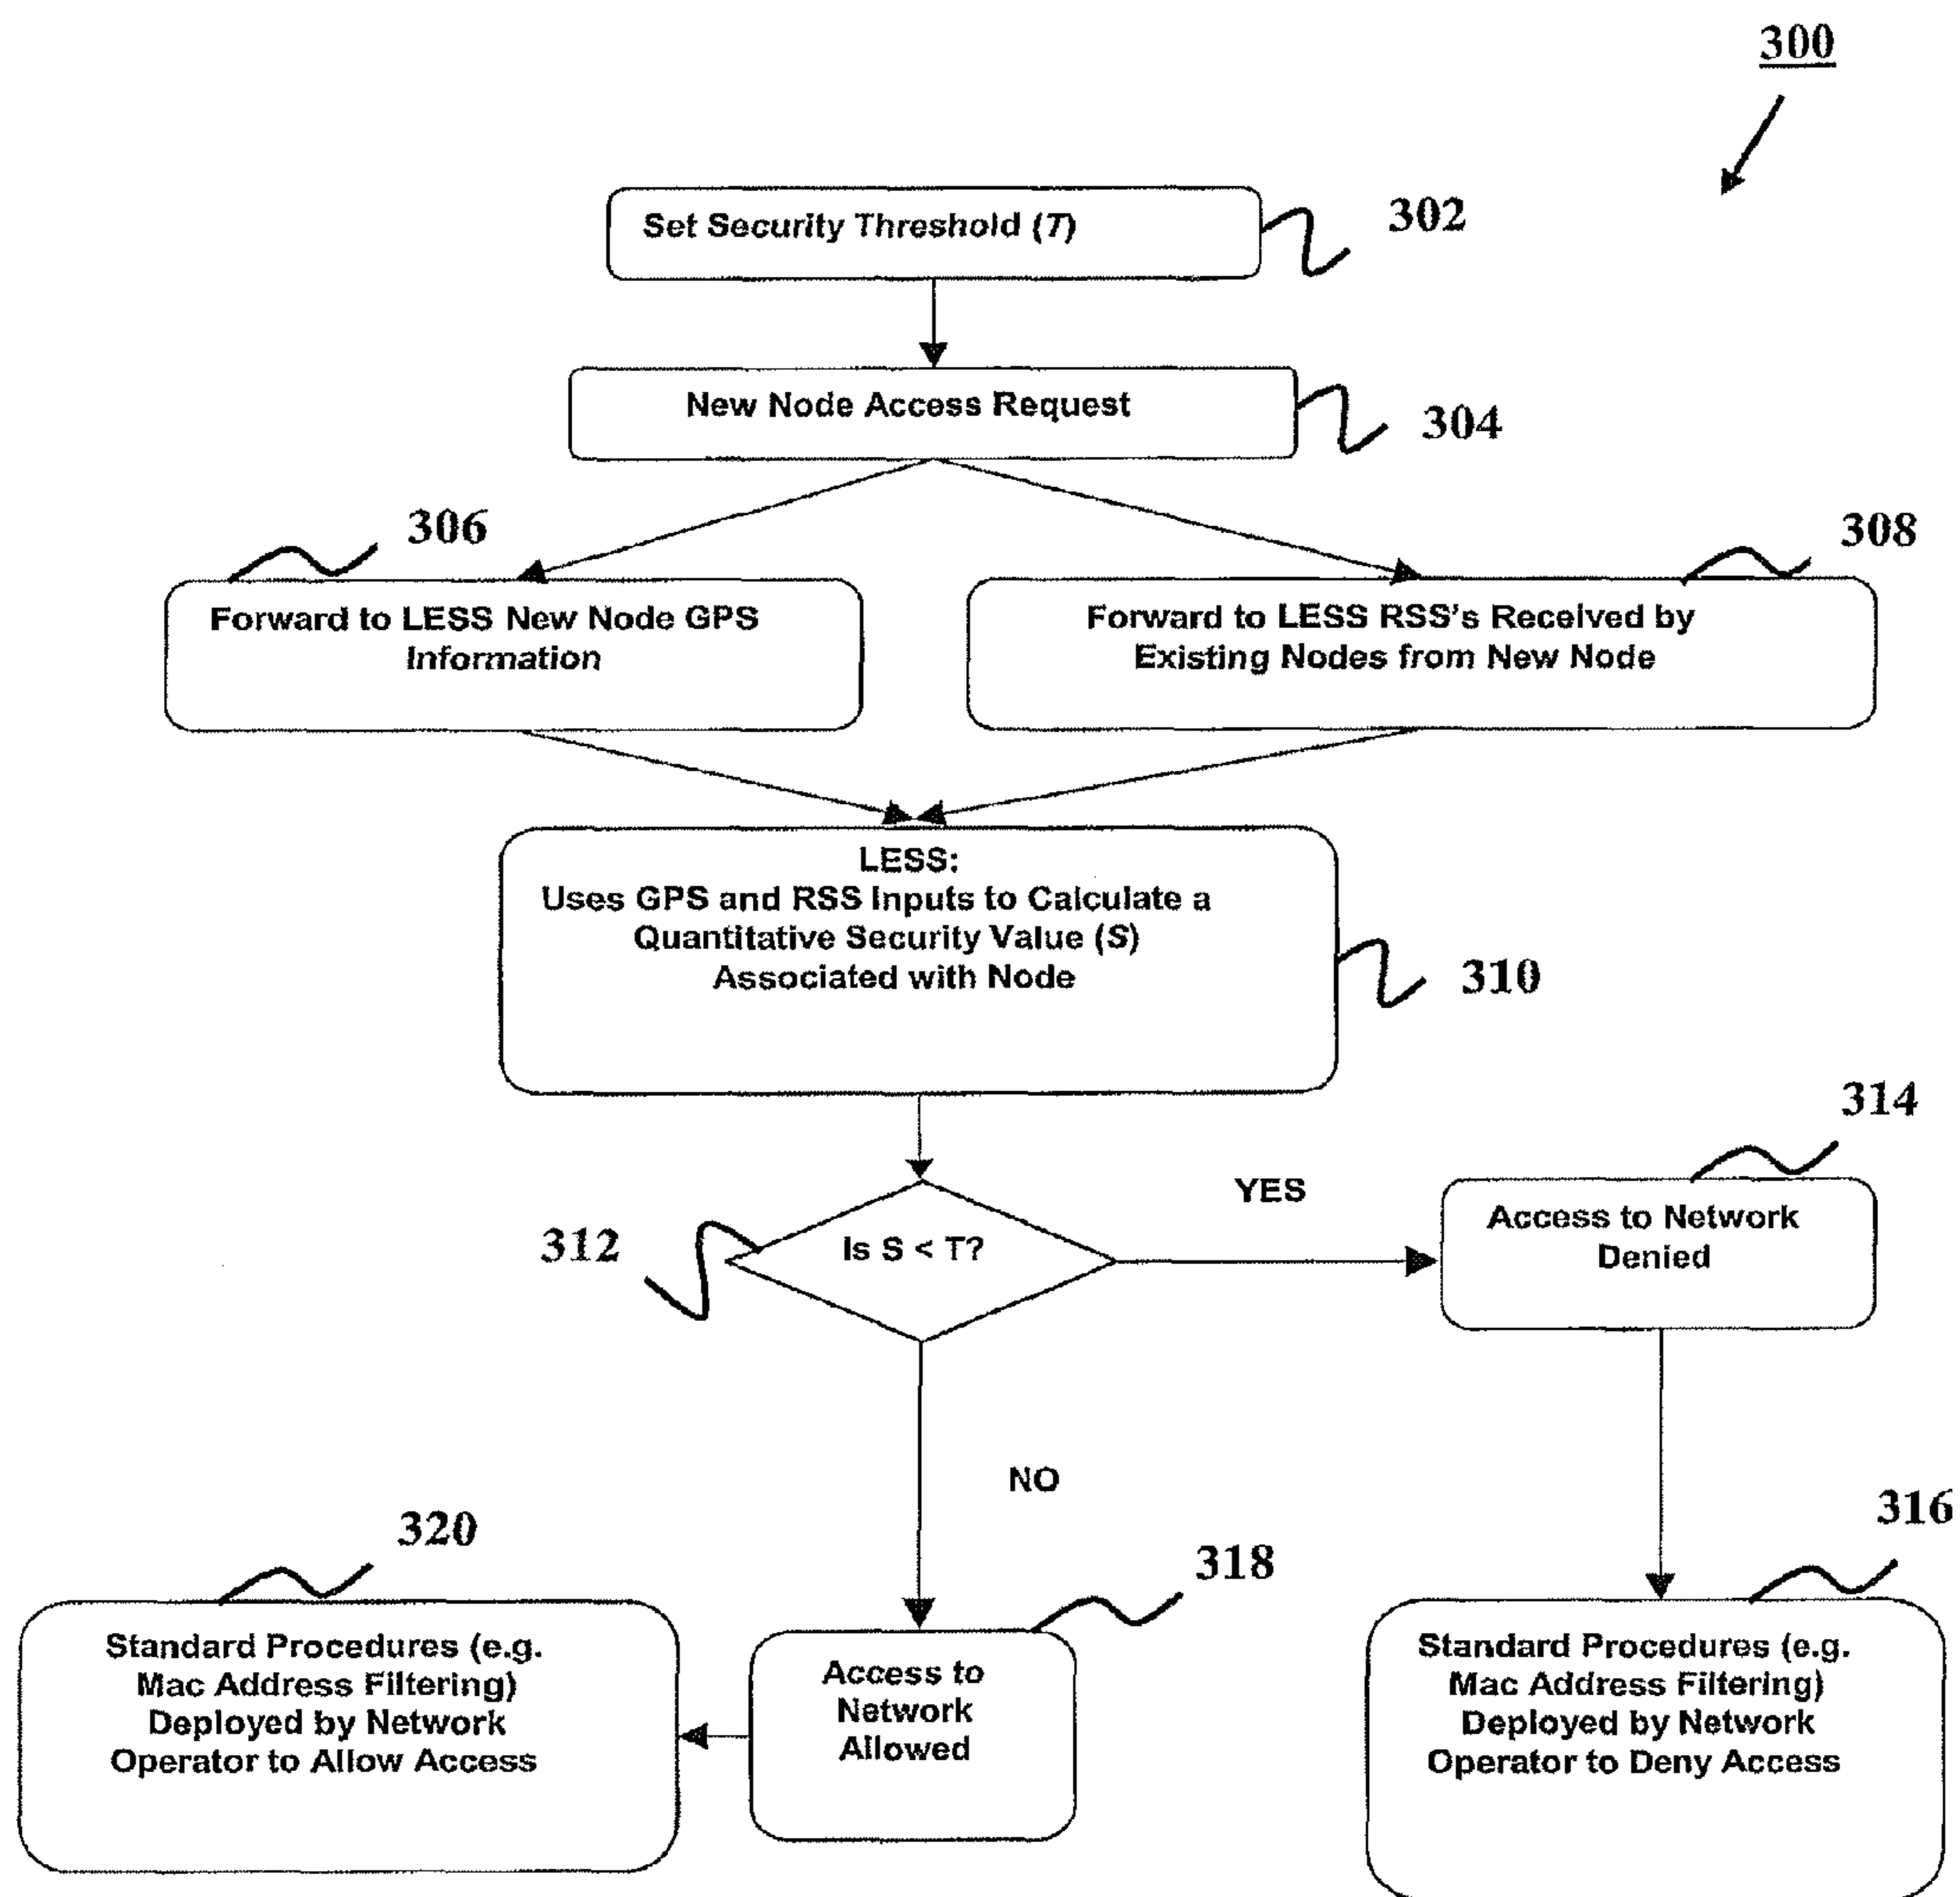 300
Set Security Threshold (T)
302
New Node Access Request
304
306
308
Forward to LESS New Node GPS
Information
Forward to LESS RSS's Received by
Existing Nodes from New Node
LESS:
Uses GPS and RSS Inputs to Calculate a
Quantitative Security Value (S)
Associated with Node
310
314
YES
312
Is S < T?
Access to Network
Denied
NO
316
320
318
Standard Procedures (e.g.
Mac Address Filtering)
Deployed by Network
Operator to Allow Access
Access to
Network
Allowed
Standard Procedures (e.g.
Mac Address Filtering)
Deployed by Network
Operator to Deny Access